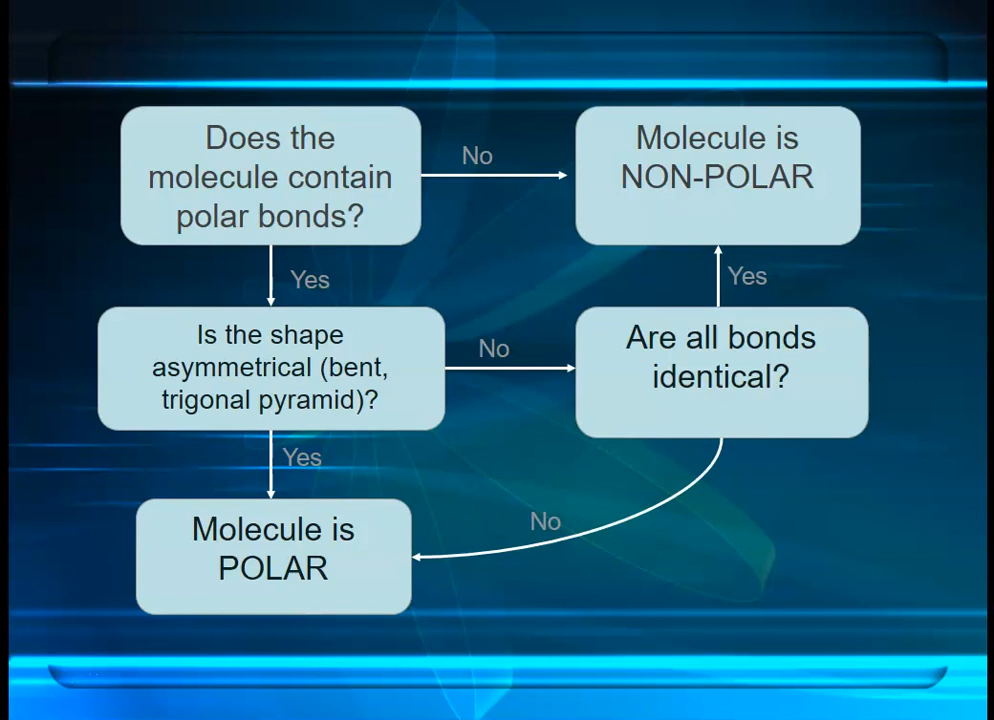 Does the
molecule contain
polar bonds?
No
Molecule is
NON-POLAR
Yes
Yes
Is the shape
asymmetrical (bent,
trigonal pyramid)?
No
Are all bonds
identical?
Yes
No
Molecule is
POLAR